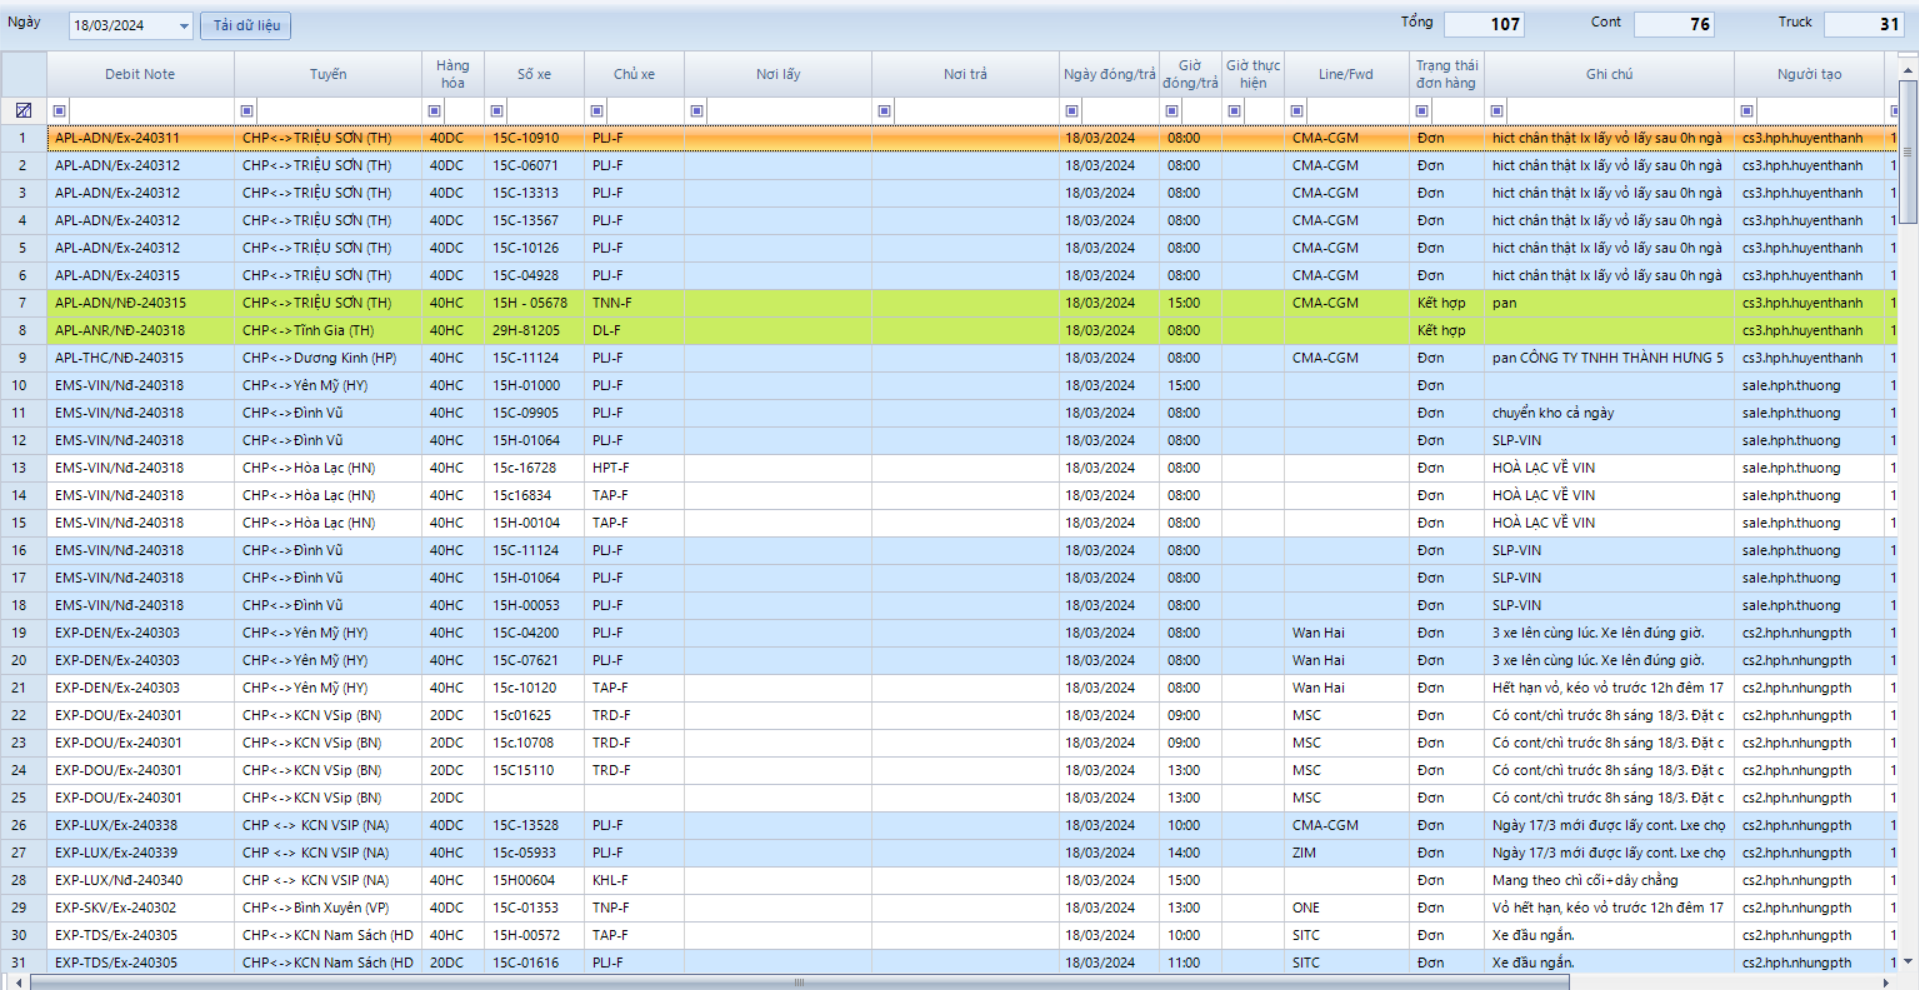 Ngày 18/03/2024 Tải dữ liệu Tổng 107 Cont 76 Truck 31
Debit Note Tuyến Hàng hóa Số xe Chủ xe Nơi lấy Nơi trả Ngày đóng/trả Giờ đóng/trả Giờ thực hiện Line/Fwd Trạng thái đơn hàng Ghi chú Người tạo
1 APL-ADN/Ex-240311 CHP<->TRIỆU SƠN (TH) 40DC 15C-10910 PLJ-F 18/03/2024 08:00 CMA-CGM Đơn hict chân thật lx lấy vỏ lấy sau 0h ngà cs3.hph.huyenthanh 1
2 APL-ADN/Ex-240312 CHP<->TRIỆU SƠN (TH) 40DC 15C-06071 PLJ-F 18/03/2024 08:00 CMA-CGM Đơn hict chân thật lx lấy vỏ lấy sau 0h ngà cs3.hph.huyenthanh 1
3 APL-ADN/Ex-240312 CHP<->TRIỆU SƠN (TH) 40DC 15C-13313 PLJ-F 18/03/2024 08:00 CMA-CGM Đơn hict chân thật lx lấy vỏ lấy sau 0h ngà cs3.hph.huyenthanh 1
4 APL-ADN/Ex-240312 CHP<->TRIỆU SƠN (TH) 40DC 15C-13567 PLJ-F 18/03/2024 08:00 CMA-CGM Đơn hict chân thật lx lấy vỏ lấy sau 0h ngà cs3.hph.huyenthanh 1
5 APL-ADN/Ex-240312 CHP<->TRIỆU SƠN (TH) 40DC 15C-10126 PLJ-F 18/03/2024 08:00 CMA-CGM Đơn hict chân thật lx lấy vỏ lấy sau 0h ngà cs3.hph.huyenthanh 1
6 APL-ADN/Ex-240315 CHP<->TRIỆU SƠN (TH) 40DC 15C-04928 PLJ-F 18/03/2024 08:00 CMA-CGM Đơn hict chân thật lx lấy vỏ lấy sau 0h ngà cs3.hph.huyenthanh 1
7 APL-ADN/NĐ-240315 CHP<->TRIỆU SƠN (TH) 40HC 15H - 05678 TNN-F 18/03/2024 15:00 CMA-CGM Kết hợp pan cs3.hph.huyenthanh 1
8 APL-ANR/NĐ-240318 CHP<->Tĩnh Gia (TH) 40HC 29H-81205 DL-F 18/03/2024 08:00 Kết hợp cs3.hph.huyenthanh 1
9 APL-THC/NĐ-240315 CHP<->Dương Kinh (HP) 40HC 15C-11124 PLJ-F 18/03/2024 08:00 CMA-CGM Đơn pan CÔNG TY TNHH THÀNH HƯNG 5 cs3.hph.huyenthanh 1
10 EMS-VIN/Nđ-240318 CHP<->Yên Mỹ (HY) 40HC 15H-01000 PLJ-F 18/03/2024 15:00 Đơn sale.hph.thuong 1
11 EMS-VIN/Nđ-240318 CHP<->Đình Vũ 40HC 15C-09905 PLJ-F 18/03/2024 08:00 Đơn chuyển kho cả ngày sale.hph.thuong 1
12 EMS-VIN/Nđ-240318 CHP<->Đình Vũ 40HC 15H-01064 PLJ-F 18/03/2024 08:00 Đơn SLP-VIN sale.hph.thuong 1
13 EMS-VIN/Nđ-240318 CHP<->Hòa Lạc (HN) 40HC 15c-16728 HPT-F 18/03/2024 08:00 Đơn HOÀ LẠC VỀ VIN sale.hph.thuong 1
14 EMS-VIN/Nđ-240318 CHP<->Hòa Lạc (HN) 40HC 15c16834 TAP-F 18/03/2024 08:00 Đơn HOÀ LẠC VỀ VIN sale.hph.thuong 1
15 EMS-VIN/Nđ-240318 CHP<->Hòa Lạc (HN) 40HC 15H-00104 TAP-F 18/03/2024 08:00 Đơn HOÀ LẠC VỀ VIN sale.hph.thuong 1
16 EMS-VIN/Nđ-240318 CHP<->Đình Vũ 40HC 15C-11124 PLJ-F 18/03/2024 08:00 Đơn SLP-VIN sale.hph.thuong 1
17 EMS-VIN/Nđ-240318 CHP<->Đình Vũ 40HC 15H-01064 PLJ-F 18/03/2024 08:00 Đơn SLP-VIN sale.hph.thuong 1
18 EMS-VIN/Nđ-240318 CHP<->Đình Vũ 40HC 15H-00053 PLJ-F 18/03/2024 08:00 Đơn SLP-VIN sale.hph.thuong 1
19 EXP-DEN/Ex-240303 CHP<->Yên Mỹ (HY) 40HC 15C-04200 PLJ-F 18/03/2024 08:00 Wan Hai Đơn 3 xe lên cùng lúc. Xe lên đúng giờ. cs2.hph.nhungpth 1
20 EXP-DEN/Ex-240303 CHP<->Yên Mỹ (HY) 40HC 15C-07621 PLJ-F 18/03/2024 08:00 Wan Hai Đơn 3 xe lên cùng lúc. Xe lên đúng giờ. cs2.hph.nhungpth 1
21 EXP-DEN/Ex-240303 CHP<->Yên Mỹ (HY) 40HC 15c-10120 TAP-F 18/03/2024 08:00 Wan Hai Đơn Hết hạn vỏ, kéo vỏ trước 12h đêm 17 cs2.hph.nhungpth 1
22 EXP-DOU/Ex-240301 CHP<->KCN VSip (BN) 20DC 15c01625 TRD-F 18/03/2024 09:00 MSC Đơn Có cont/chì trước 8h sáng 18/3. Đặt c cs2.hph.nhungpth 1
23 EXP-DOU/Ex-240301 CHP<->KCN VSip (BN) 20DC 15c.10708 TRD-F 18/03/2024 09:00 MSC Đơn Có cont/chì trước 8h sáng 18/3. Đặt c cs2.hph.nhungpth 1
24 EXP-DOU/Ex-240301 CHP<->KCN VSip (BN) 20DC 15C15110 TRD-F 18/03/2024 13:00 MSC Đơn Có cont/chì trước 8h sáng 18/3. Đặt c cs2.hph.nhungpth 1
25 EXP-DOU/Ex-240301 CHP<->KCN VSip (BN) 20DC 18/03/2024 13:00 MSC Đơn Có cont/chì trước 8h sáng 18/3. Đặt c cs2.hph.nhungpth 1
26 EXP-LUX/Ex-240338 CHP <-> KCN VSIP (NA) 40DC 15C-13528 PLJ-F 18/03/2024 10:00 CMA-CGM Đơn Ngày 17/3 mới được lấy cont. Lxe chọ cs2.hph.nhungpth 1
27 EXP-LUX/Ex-240339 CHP <-> KCN VSIP (NA) 40HC 15c-05933 PLJ-F 18/03/2024 14:00 ZIM Đơn Ngày 17/3 mới được lấy cont. Lxe chọ cs2.hph.nhungpth 1
28 EXP-LUX/Nđ-240340 CHP <-> KCN VSIP (NA) 40HC 15H00604 KHL-F 18/03/2024 15:00 Đơn Mang theo chì cối+dây chằng cs2.hph.nhungpth 1
29 EXP-SKV/Ex-240302 CHP<->Bình Xuyên (VP) 40DC 15C-01353 TNP-F 18/03/2024 13:00 ONE Đơn Vỏ hết hạn, kéo vỏ trước 12h đêm 17 cs2.hph.nhungpth 1
30 EXP-TDS/Ex-240305 CHP<->KCN Nam Sách (HD 40HC 15H-00572 TAP-F 18/03/2024 10:00 SITC Đơn Xe đầu ngắn. cs2.hph.nhungpth 1
31 EXP-TDS/Ex-240305 CHP<->KCN Nam Sách (HD 20DC 15C-01616 PLJ-F 18/03/2024 11:00 SITC Đơn Xe đầu ngắn. cs2.hph.nhungpth 1